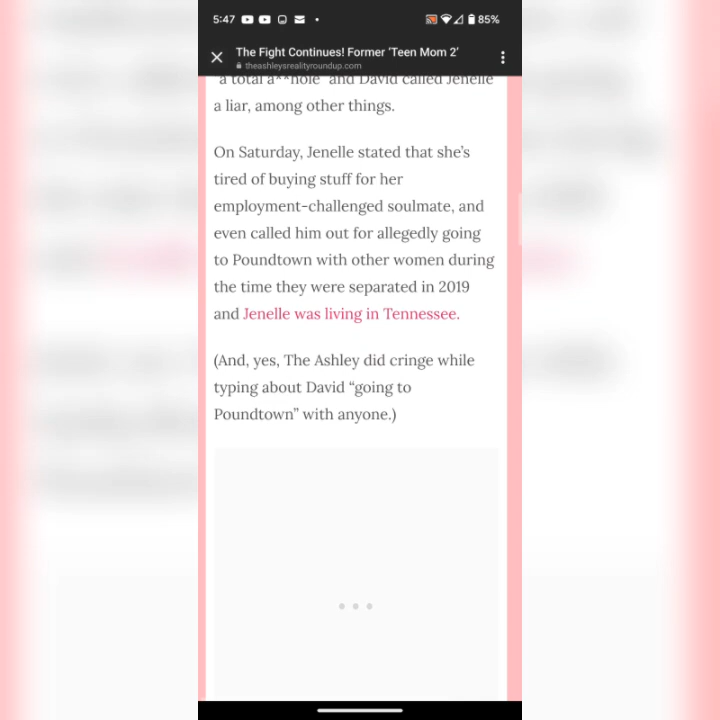 5:47
85%
The Fight Continues! Former 'Teen Mom 2'
theashleysrealityroundup.com
"a total a**hole" and David called Jenelle
a liar, among other things.
On Saturday, Jenelle stated that she's
tired of buying stuff for her
employment-challenged soulmate, and
even called him out for allegedly going
to Poundtown with other women during
the time they were separated in 2019
and Jenelle was living in Tennessee.
(And, yes, The Ashley did cringe while
typing about David "going to
Poundtown" with anyone.)